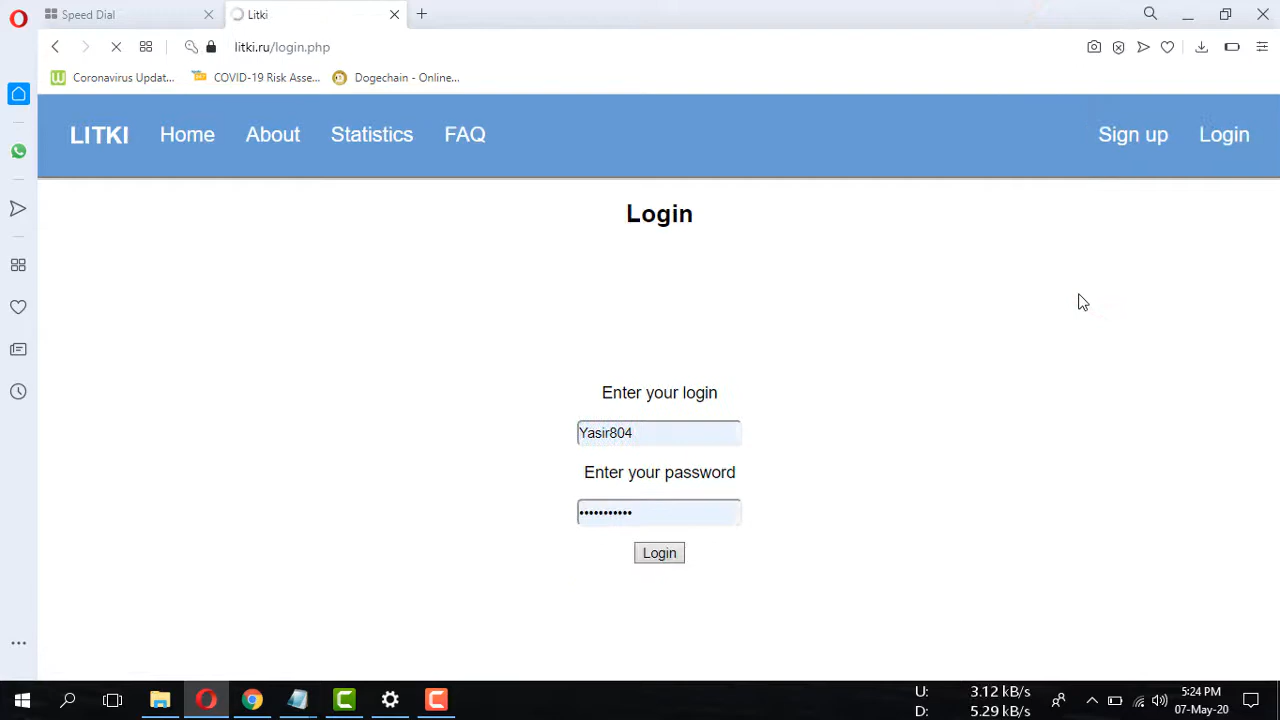 Speed Dial
Litki
litki.ru/login.php
Coronavirus Updat...
COVID-19 Risk Asse...
Dogechain - Online...
LITKI Home About Statistics FAQ Sign up Login
Login
Enter your login
Yasir804
Enter your password
•••••••••••
Login
U: 3.12 kB/s
D: 5.29 kB/s
5:24 PM
07-May-20